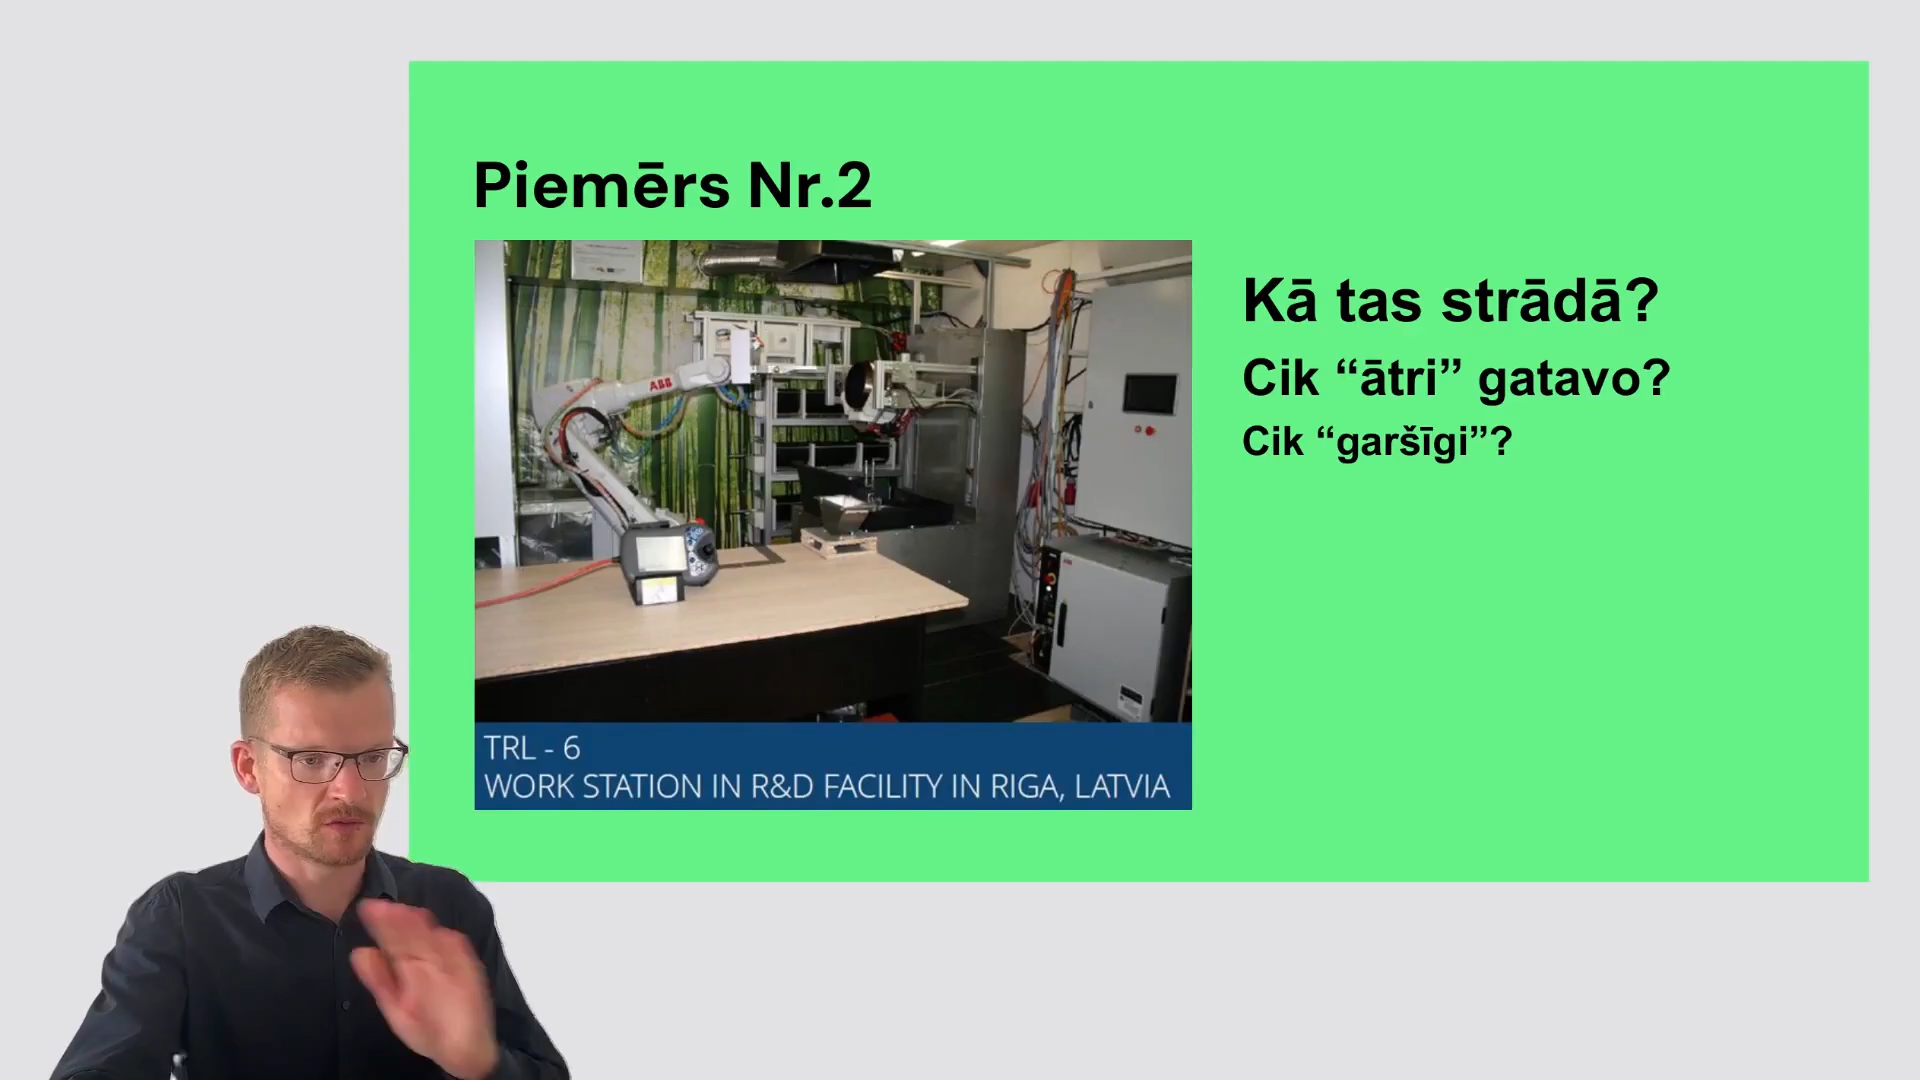 Piemērs Nr.2
ABB
TRL - 6
WORK STATION IN R&D FACILITY IN RIGA, LATVIA
Kā tas strādā?
Cik “ātri” gatavo?
Cik “garšīgi”?